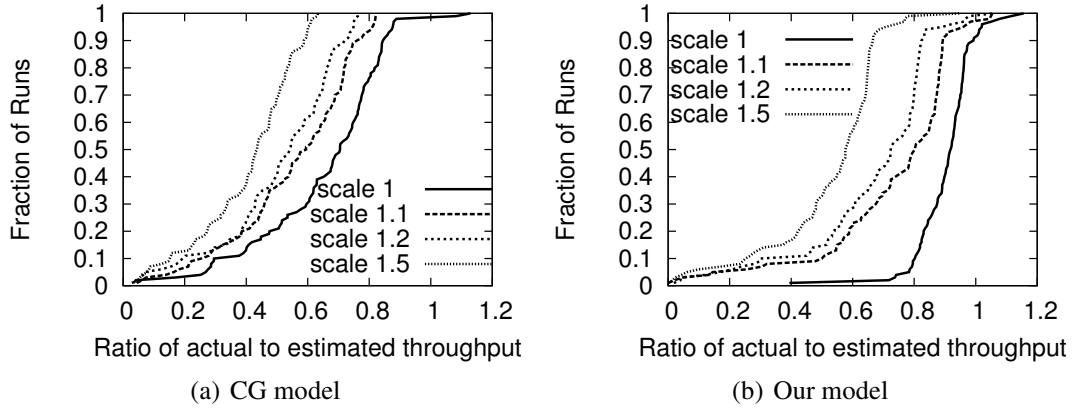 1
0.9
0.8
0.7
0.6
0.5
0.4
0.3
0.2
0.1
0
Fraction of Runs
scale 1
scale 1.1
scale 1.2
scale 1.5
0 0.2 0.4 0.6 0.8 1 1.2
Ratio of actual to estimated throughput
(a) CG model
1
0.9
0.8
0.7
0.6
0.5
0.4
0.3
0.2
0.1
0
Fraction of Runs
scale 1
scale 1.1
scale 1.2
scale 1.5
0 0.2 0.4 0.6 0.8 1 1.2
Ratio of actual to estimated throughput
(b) Our model